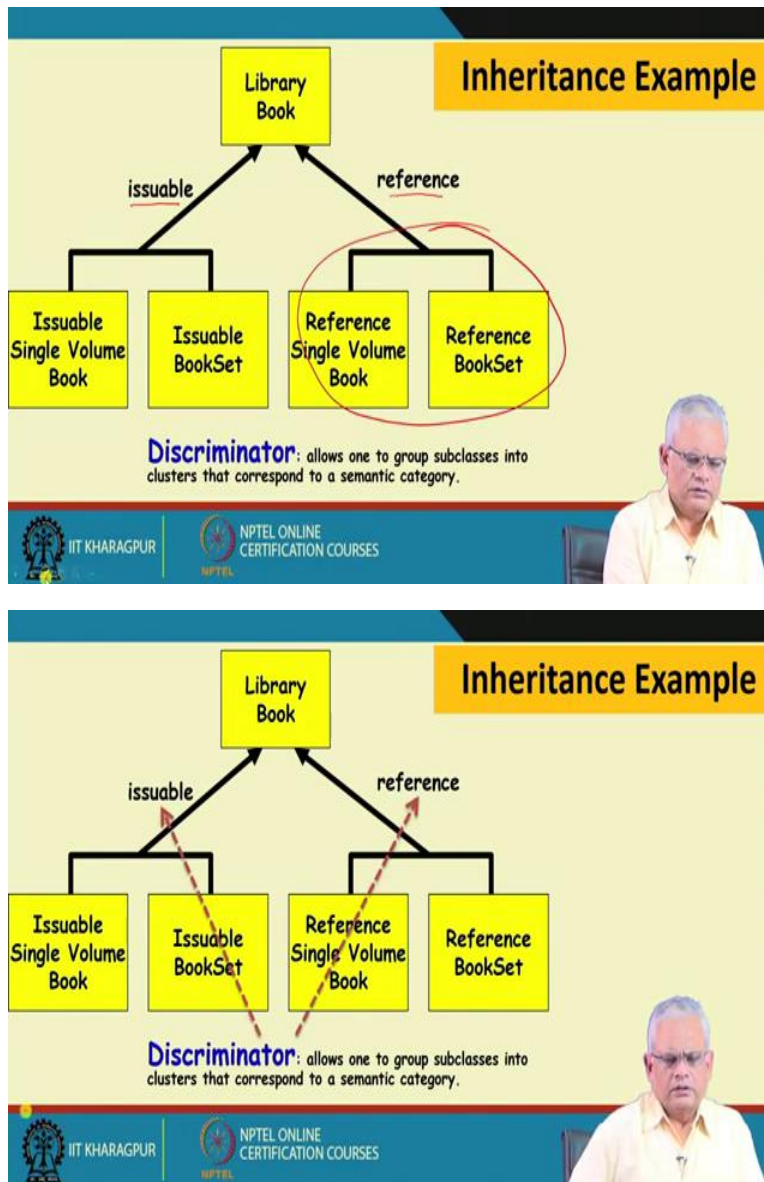 Inheritance Example
Library
Book
issuable
reference
Issuable
Single Volume
Book
Issuable
BookSet
Reference
Single Volume
Book
Reference
BookSet
Discriminator: allows one to group subclasses into
clusters that correspond to a semantic category.
IIT KHARAGPUR
NPTEL
NPTEL ONLINE
CERTIFICATION COURSES
Inheritance Example
Library
Book
issuable
reference
Issuable
Single Volume
Book
Issuable
BookSet
Reference
Single Volume
Book
Reference
BookSet
Discriminator: allows one to group subclasses into
clusters that correspond to a semantic category.
IIT KHARAGPUR
NPTEL
NPTEL ONLINE
CERTIFICATION COURSES